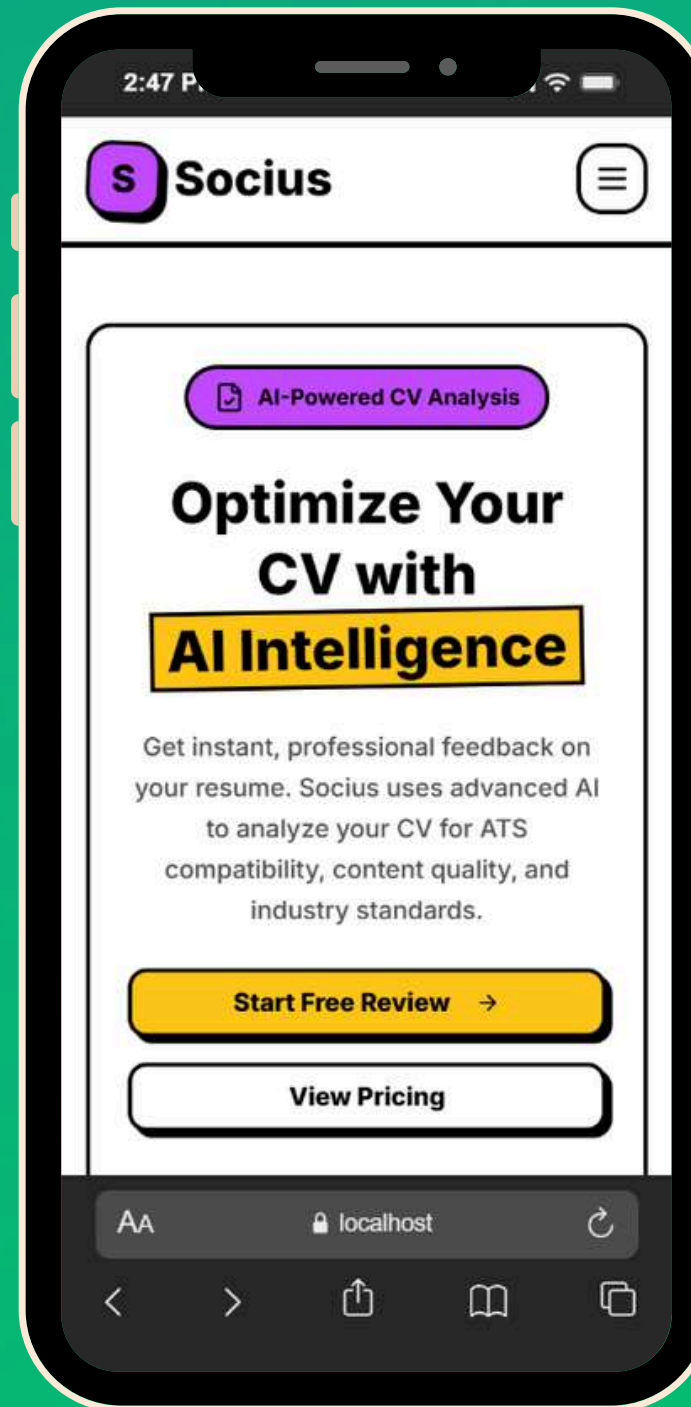 2:47 P
S Socius
AI-Powered CV Analysis
Optimize Your
CV with
AI Intelligence
Get instant, professional feedback on
your resume. Socius uses advanced AI
to analyze your CV for ATS
compatibility, content quality, and
industry standards.
Start Free Review →
View Pricing
AA localhost